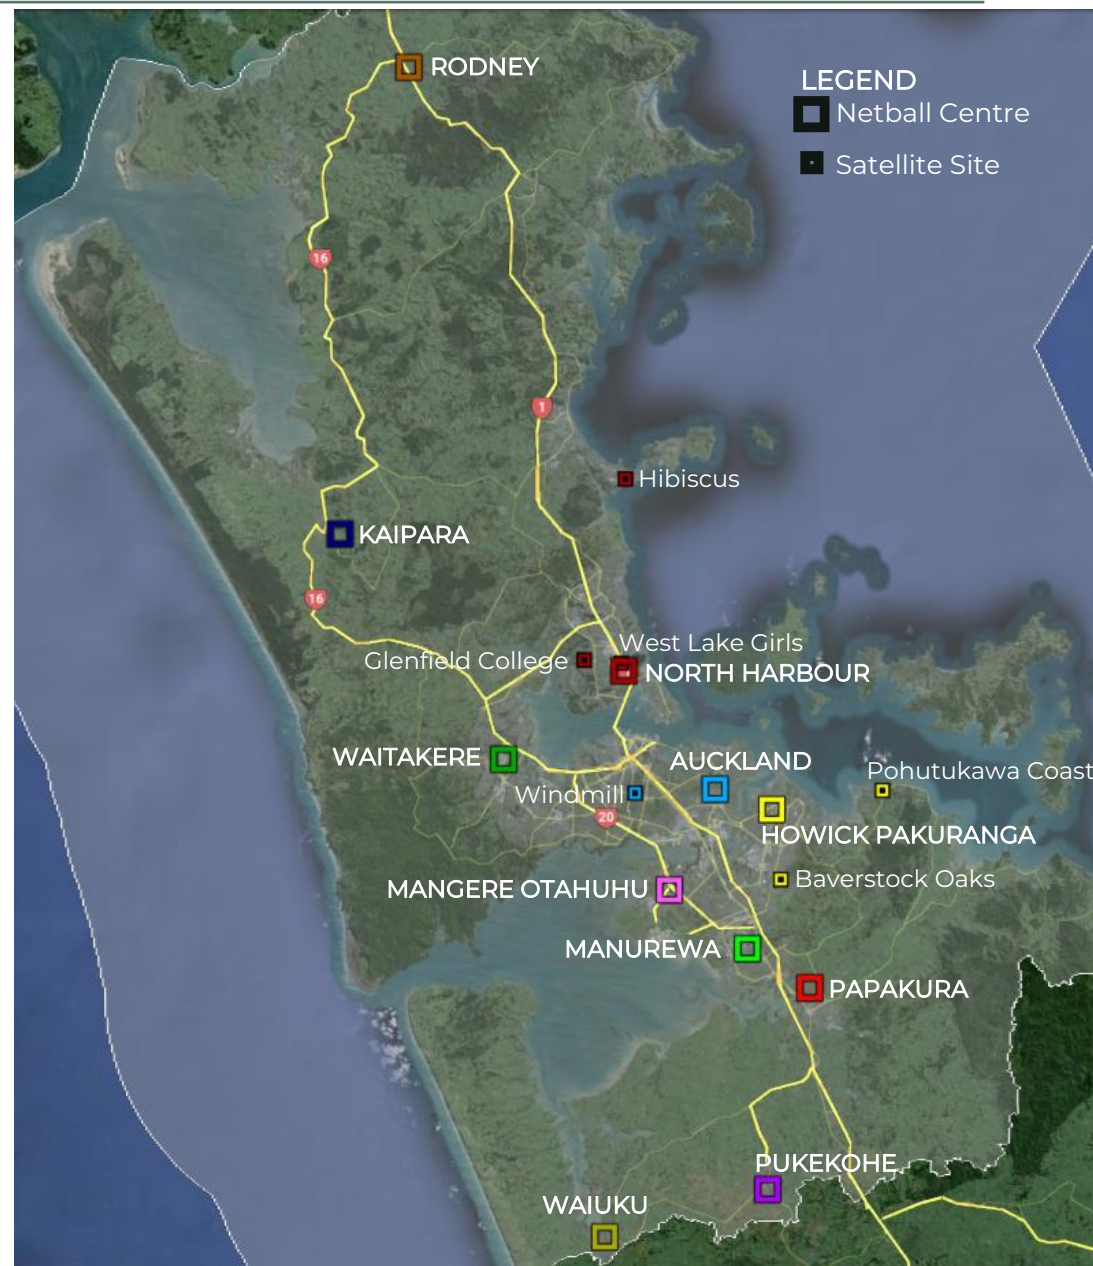 RODNEY
LEGEND
Netball Centre
Satellite Site
16
1
Hibiscus
KAIPARA
16
West Lake Girls
Glenfield College
NORTH HARBOUR
WAITAKERE
AUCKLAND
Pohutukawa Coast
Windmill
20
HOWICK PAKURANGA
Baverstock Oaks
MANGERE OTAHUHU
MANUREWA
PAPAKURA
PUKEKOHE
WAIUKU